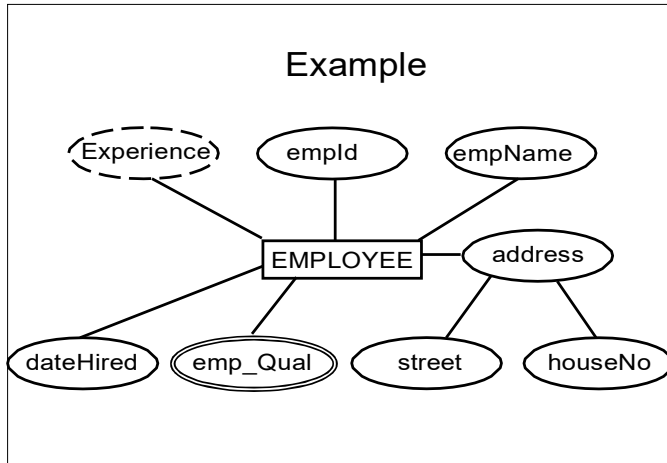 Example
Experience
empId
empName
EMPLOYEE
address
dateHired
emp_Qual
street
houseNo